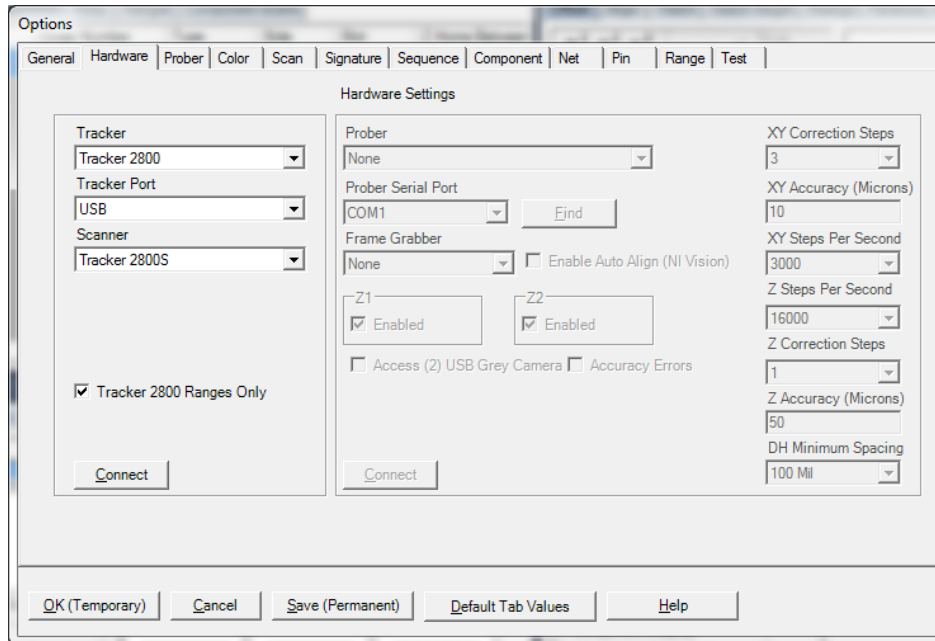 Options
General Hardware Prober Color Scan Signature Sequence Component Net Pin Range Test
Hardware Settings
Tracker
Tracker 2800
Tracker Port
USB
Scanner
Tracker 2800S
Tracker 2800 Ranges Only
Connect
Prober
None
Prober Serial Port
COM1
Find
Frame Grabber
None
Enable Auto Align (NI Vision)
Z1
Enabled
Z2
Enabled
Access (2) USB Grey Camera
Accuracy Errors
Connect
XY Correction Steps
3
XY Accuracy (Microns)
10
XY Steps Per Second
3000
Z Steps Per Second
16000
Z Correction Steps
1
Z Accuracy (Microns)
50
DH Minimum Spacing
100 Mil
OK (Temporary) Cancel Save (Permanent) Default Tab Values Help